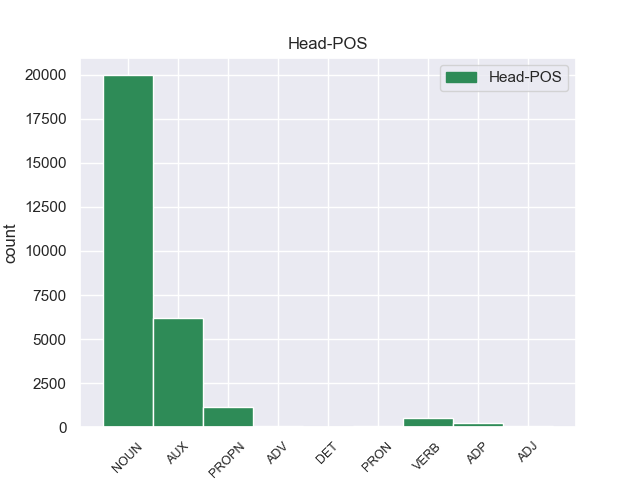 Head-POS
Head-POS
20000
17500
15000
12500
10000
7500
5000
2500
0
count
NOUN
AUX
PROPN
ADV
DET
PRON
VERB
ADP
ADJ